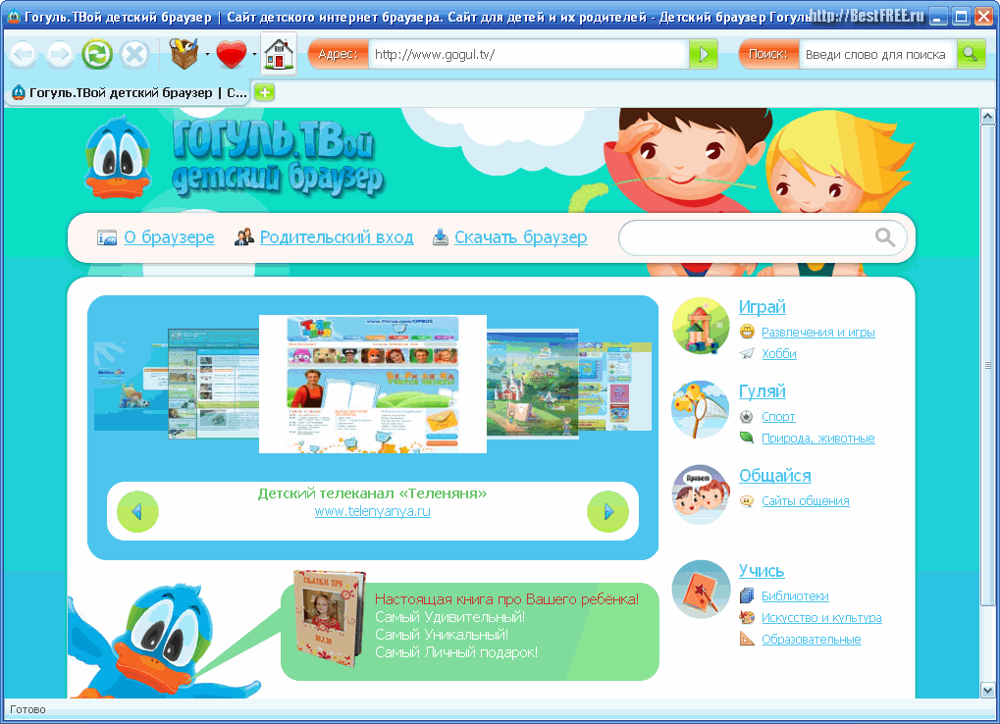 Гогуль.ТВой детский браузер | Сайт детского интернет браузера. Сайт для детей и их родителей - Детский браузер Гогуль
http://BestFREE.ru
Адрес:
http://www.gogul.tv/
Поиск:
Введи слово для поиска
Гогуль.ТВой детский браузер | С...
ГОГУЛЬ.ТВой
детский браузер
О браузере
Родительский вход
Скачать браузер
Играй
Развлечения и игры
Хобби
Гуляй
Спорт
Природа, животные
Привет
Общайся
Сайты общения
Детский телеканал «Теленяня»
www.telenyanya.ru
Учись
Библиотеки
Искусство и культура
Образовательные
СКАЗКИ ПРО
Настоящая книга про Вашего ребёнка!
Самый Удивительный!
Самый Уникальный!
Самый Личный подарок!
Готово